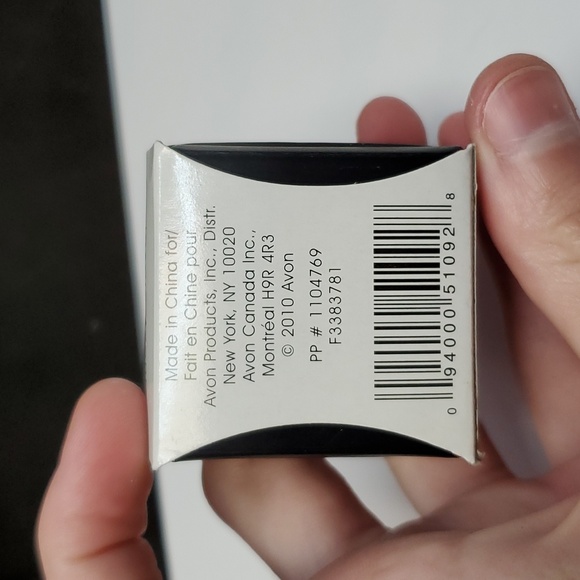 Made in China for/
Fait en Chine pour
Avon Products, Inc., Distr.
New York, NY 10020
Avon Canada Inc.,
Montréal H9R 4R3
© 2010 Avon
PP # 1104769
F3383781
0 94000 51092 8